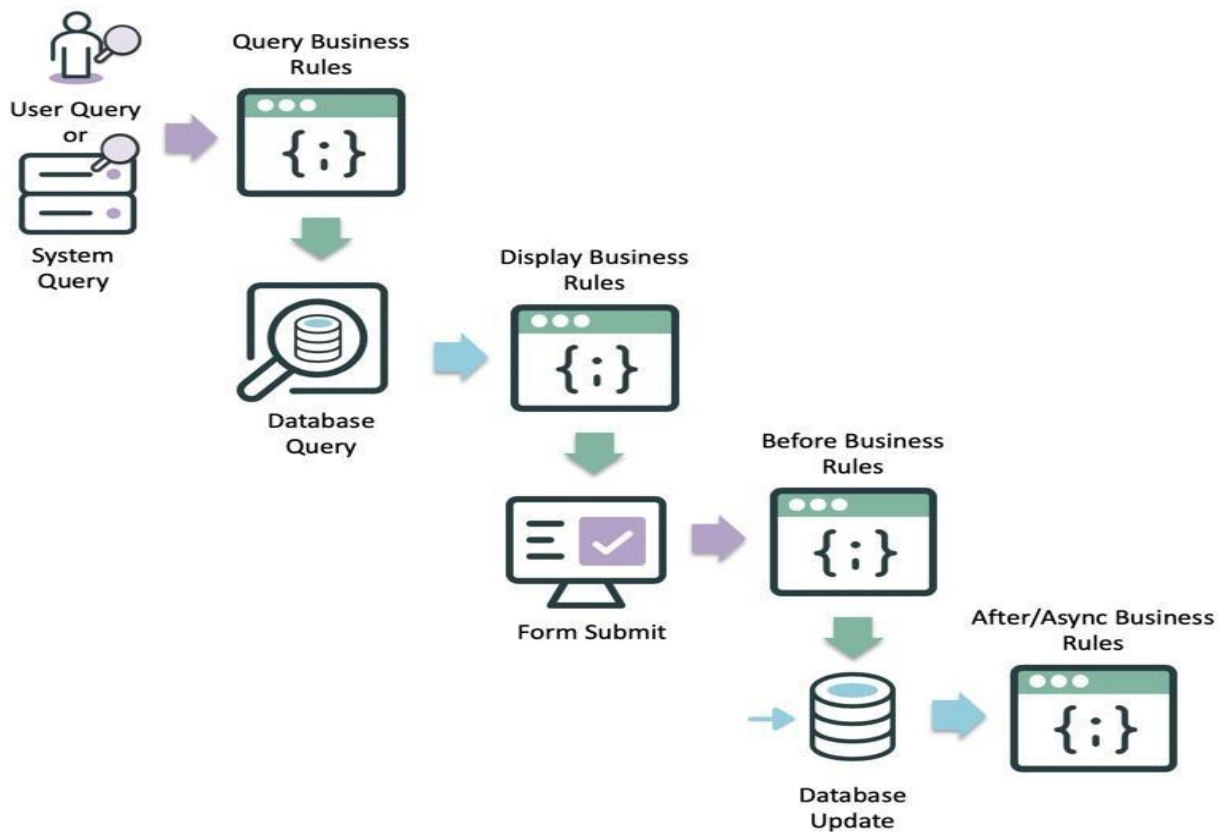 User Query
or
System
Query
Query Business
Rules
{;}
Database
Query
Display Business
Rules
{;}
Form Submit
Before Business
Rules
{;}
Database
Update
After/Async Business
Rules
{;}